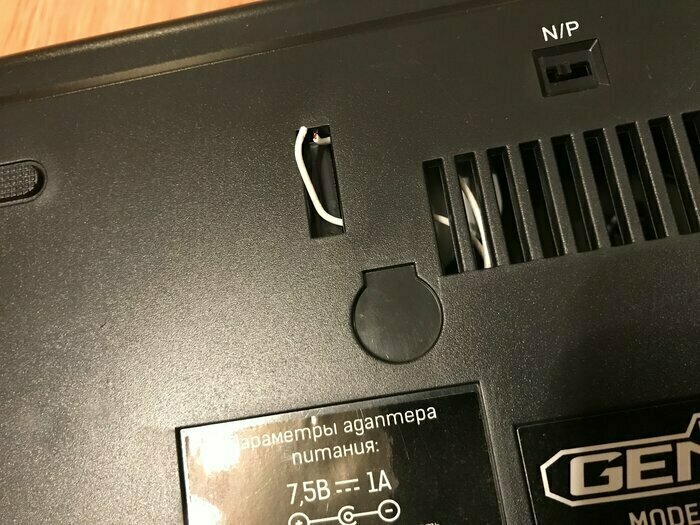 N/P
параметры адаптера
питания:
7,5В 1А
GEN
MODE